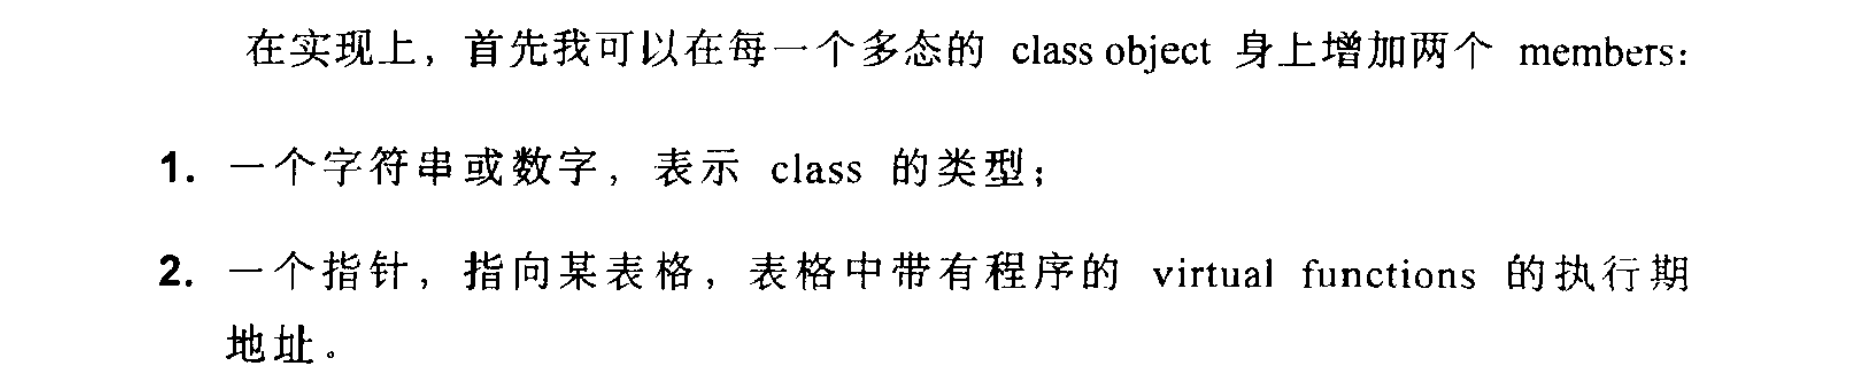 在实现上，首先我可以在每一个多态的 class object 身上增加两个 members：
1. 一个字符串或数字，表示 class 的类型；
2. 一个指针，指向某表格，表格中带有程序的 virtual functions 的执行期
地址。